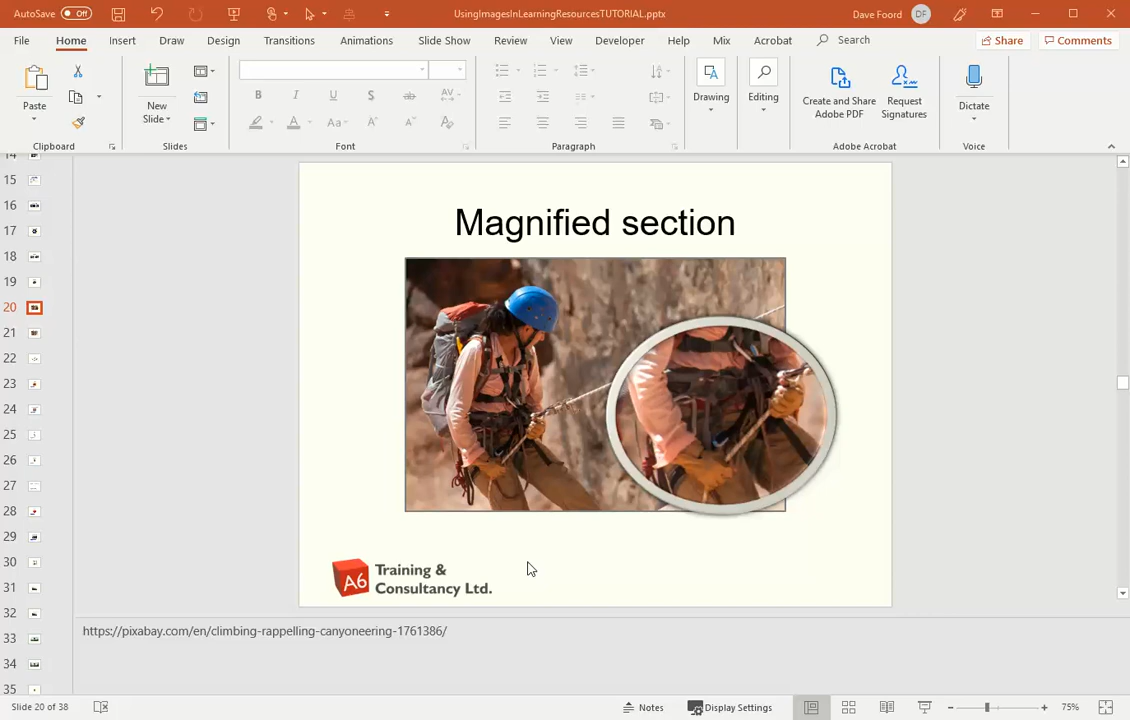 AutoSave Off
UsingImagesInLearningResourcesTUTORIAL.pptx
Dave Foord DF
File Home Insert Draw Design Transitions Animations Slide Show Review View Developer Help Mix Acrobat Search Share Comments
Paste
New Slide
Drawing
Editing
Create and Share Adobe PDF
Request Signatures
Dictate
B I U S ab AV
A Aa A A A
Clipboard Slides Font Paragraph Adobe Acrobat Voice
14
15
16
17
18
19
20
21
22
23
24
25
26
27
28
29
30
31
32
33
34
35
Magnified section
A6 Training &
Consultancy Ltd.
https://pixabay.com/en/climbing-rappelling-canyoneering-1761386/
Slide 20 of 38 Notes Display Settings 75%